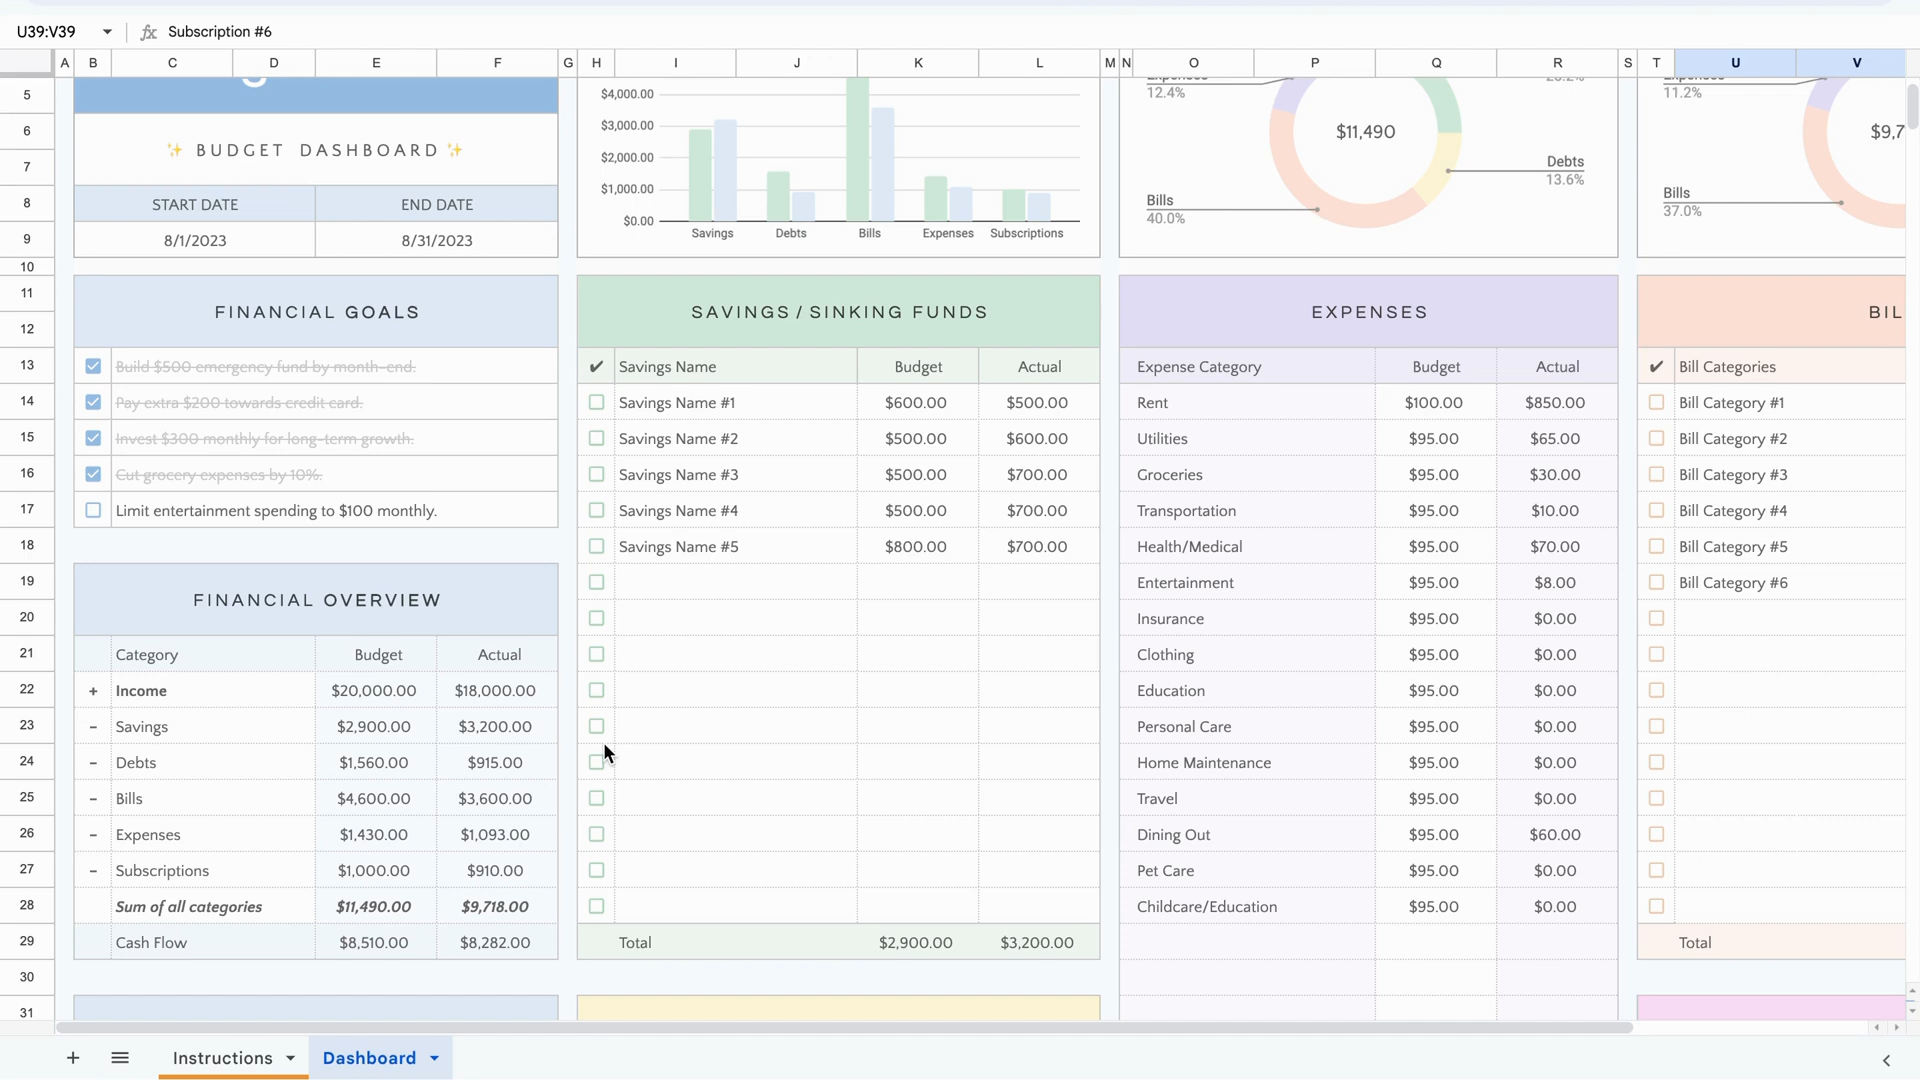 U39:V39
fx Subscription #6
A B C D E F G H I J K L M N O P Q R S T U V
5 $4,000.00 12.4% $11,490 11.2%
6 ✨ BUDGET DASHBOARD ✨ $3,000.00
7 $2,000.00 Debts 13.6% Bills 37.0%
8 START DATE END DATE $1,000.00 Bills 40.0%
9 8/1/2023 8/31/2023 $0.00 Savings Debts Bills Expenses Subscriptions
10
11 FINANCIAL GOALS SAVINGS / SINKING FUNDS EXPENSES BIL
12
13 Build $500 emergency fund by month-end. ✔ Savings Name Budget Actual Expense Category Budget Actual ✔ Bill Categories
14 Pay extra $200 towards credit card. Savings Name #1 $600.00 $500.00 Rent $100.00 $850.00 Bill Category #1
15 Invest $300 monthly for long-term growth. Savings Name #2 $500.00 $600.00 Utilities $95.00 $65.00 Bill Category #2
16 Cut grocery expenses by 10%. Savings Name #3 $500.00 $700.00 Groceries $95.00 $30.00 Bill Category #3
17 Limit entertainment spending to $100 monthly. Savings Name #4 $500.00 $700.00 Transportation $95.00 $10.00 Bill Category #4
18 Savings Name #5 $800.00 $700.00 Health/Medical $95.00 $70.00 Bill Category #5
19 FINANCIAL OVERVIEW Entertainment $95.00 $8.00 Bill Category #6
20 Insurance $95.00 $0.00
21 Category Budget Actual Clothing $95.00 $0.00
22 + Income $20,000.00 $18,000.00 Education $95.00 $0.00
23 – Savings $2,900.00 $3,200.00 Personal Care $95.00 $0.00
24 – Debts $1,560.00 $915.00 Home Maintenance $95.00 $0.00
25 – Bills $4,600.00 $3,600.00 Travel $95.00 $0.00
26 – Expenses $1,430.00 $1,093.00 Dining Out $95.00 $60.00
27 – Subscriptions $1,000.00 $910.00 Pet Care $95.00 $0.00
28 Sum of all categories $11,490.00 $9,718.00 Childcare/Education $95.00 $0.00
29 Cash Flow $8,510.00 $8,282.00 Total $2,900.00 $3,200.00 Total
30
31
+ Instructions Dashboard